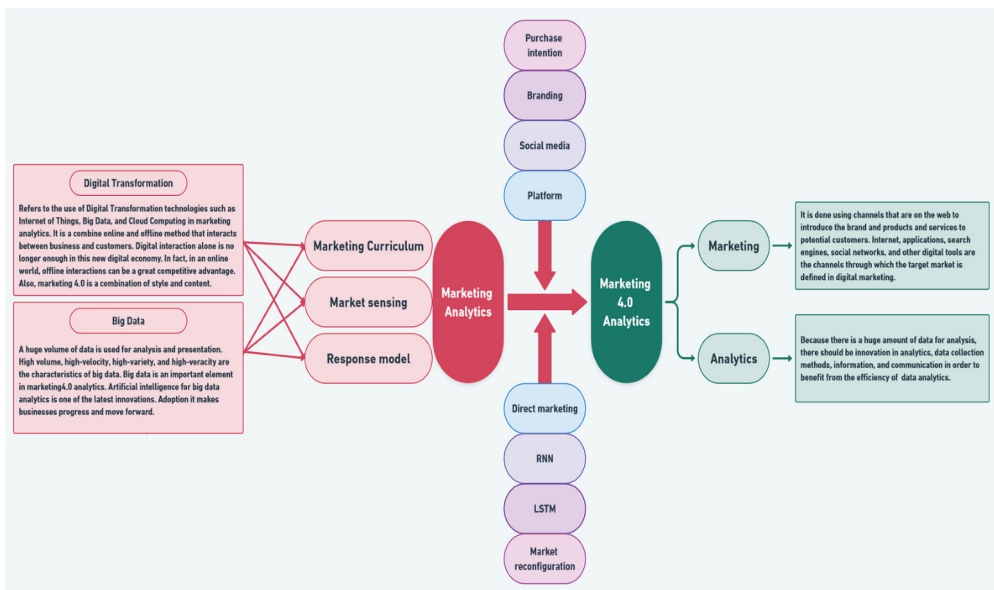 Purchase
intention
Branding
Social media
Platform
Digital Transformation
Refers to the use of Digital Transformation technologies such as
Internet of Things, Big Data, and Cloud Computing in marketing
analytics. It is a combine online and offline method that interacts
between business and customers. Digital interaction alone is no
longer enough in this new digital economy. In fact, in an online
world, offline interactions can be a great competitive advantage.
Also, marketing 4.0 is a combination of style and content.
Big Data
A huge volume of data is used for analysis and presentation.
High volume, high-velocity, high-variety, and high-veracity are
the characteristics of big data. Big data is an important element
in marketing4.0 analytics. Artificial intelligence for big data
analytics is one of the latest innovations. Adoption it makes
businesses progress and move forward.
Marketing Curriculum
Market sensing
Response model
Marketing
Analytics
Marketing
4.0
Analytics
Marketing
It is done using channels that are on the web to
introduce the brand and products and services to
potential customers. Internet, applications, search
engines, social networks, and other digital tools are
the channels through which the target market is
defined in digital marketing.
Analytics
Because there is a huge amount of data for analysis,
there should be innovation in analytics, data collection
methods, information, and communication in order to
benefit from the efficiency of data analytics.
Direct marketing
RNN
LSTM
Market
reconfiguration